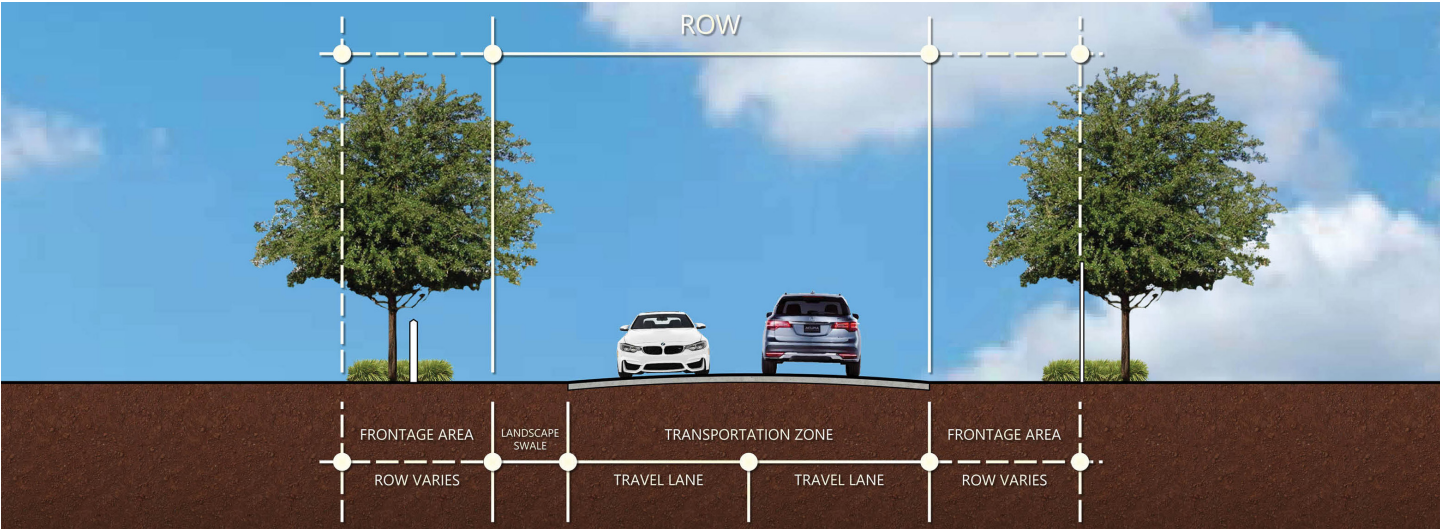 ROW
FRONTAGE AREA
LANDSCAPE
SWALE
TRANSPORTATION ZONE
FRONTAGE AREA
ROW VARIES
TRAVEL LANE
TRAVEL LANE
ROW VARIES